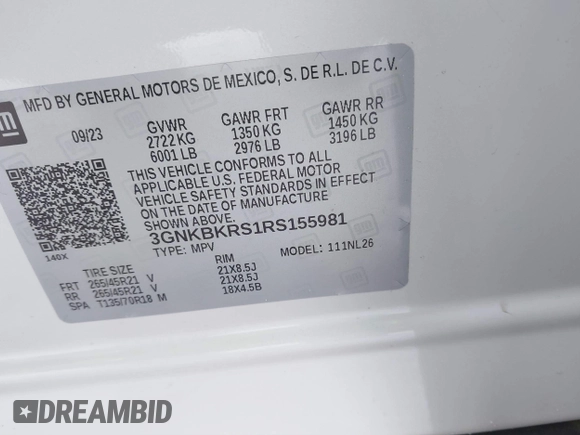 gm
MFD BY GENERAL MOTORS DE MEXICO, S. DE R.L. DE C.V.
09/23 GVWR GAWR FRT GAWR RR
2722 KG 1350 KG 1450 KG
6001 LB 2976 LB 3196 LB
THIS VEHICLE CONFORMS TO ALL
APPLICABLE U.S. FEDERAL MOTOR
VEHICLE SAFETY STANDARDS IN EFFECT
ON THE DATE OF MANUFACTURE
SHOWN ABOVE.
3GNKBKRS1RS155981
140X TYPE: MPV MODEL: 111NL26
TIRE SIZE RIM
FRT 265/45R21 V 21X8.5J
RR 265/45R21 V 21X8.5J
SPA T135/70R18 M 18X4.5B
DREAMBID